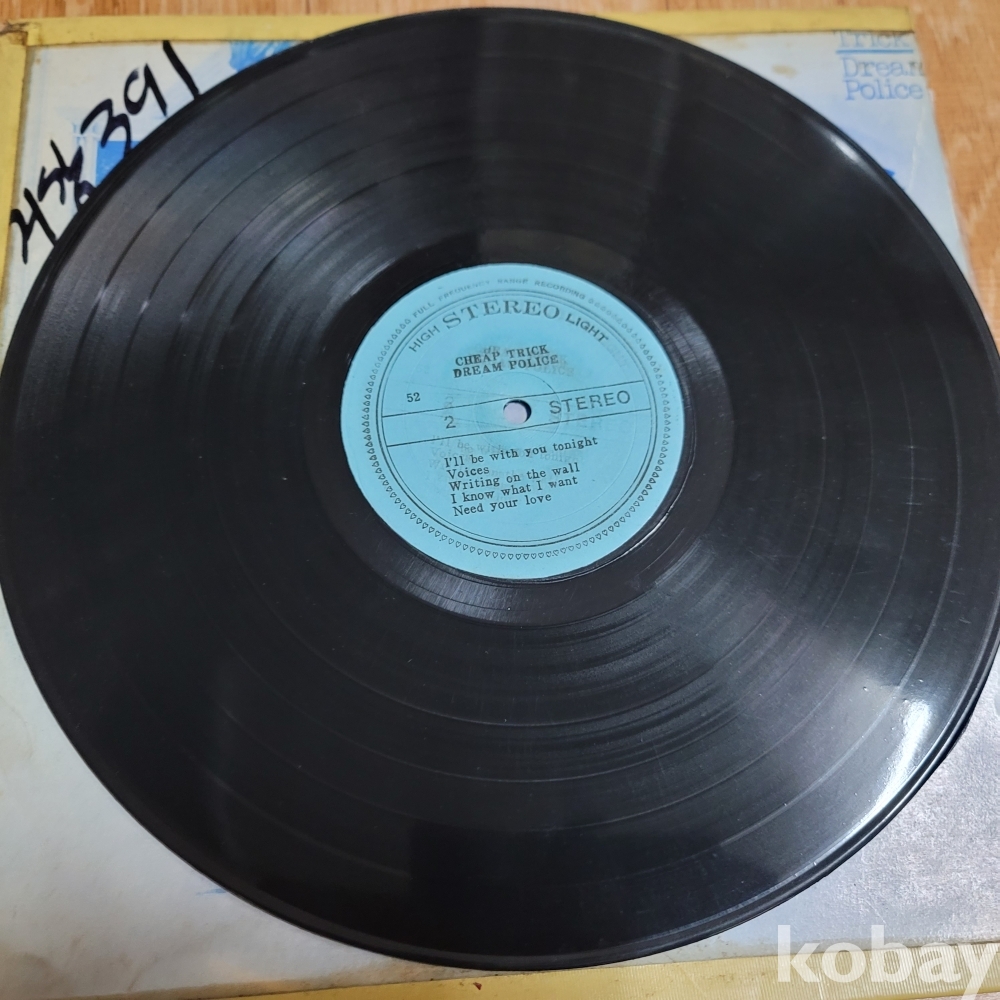 Trick
Dream
Police
391
FULL FREQUENCY RANGE RECORDING
HIGH STEREO LIGHT
CHEAP TRICK
DREAM POLICE
52
2
STEREO
I'll be with you tonight
Voices
Writing on the wall
I know what I want
Need your love
kobay